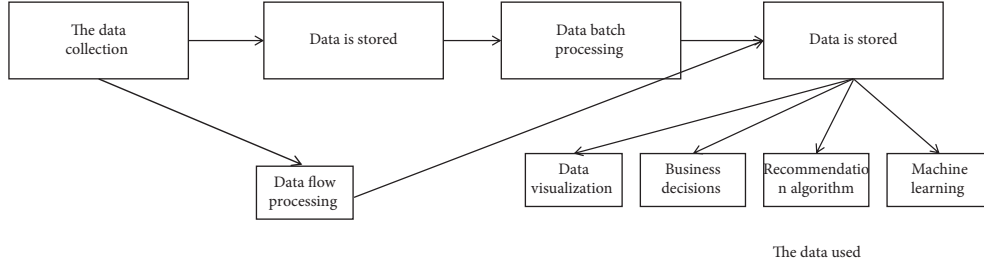 The data
collection
Data is stored
Data batch
processing
Data is stored
Data flow
processing
Data
visualization
Business
decisions
Recommendatio
n algorithm
Machine
learning
The data used